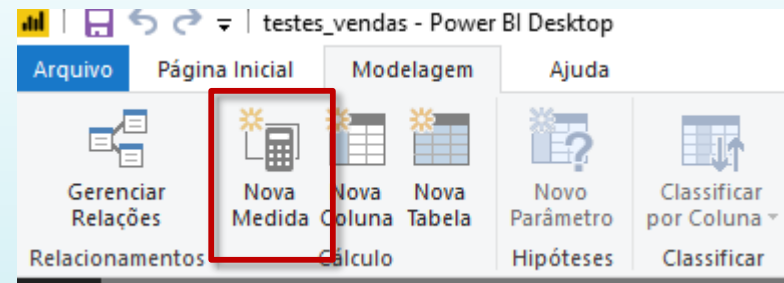 testes_vendas - Power BI Desktop
Arquivo Página Inicial Modelagem Ajuda
Gerenciar Relações
Nova Medida
Nova Coluna
Nova Tabela
Novo Parâmetro
Classificar por Coluna
Relacionamentos Cálculo Hipóteses Classificar